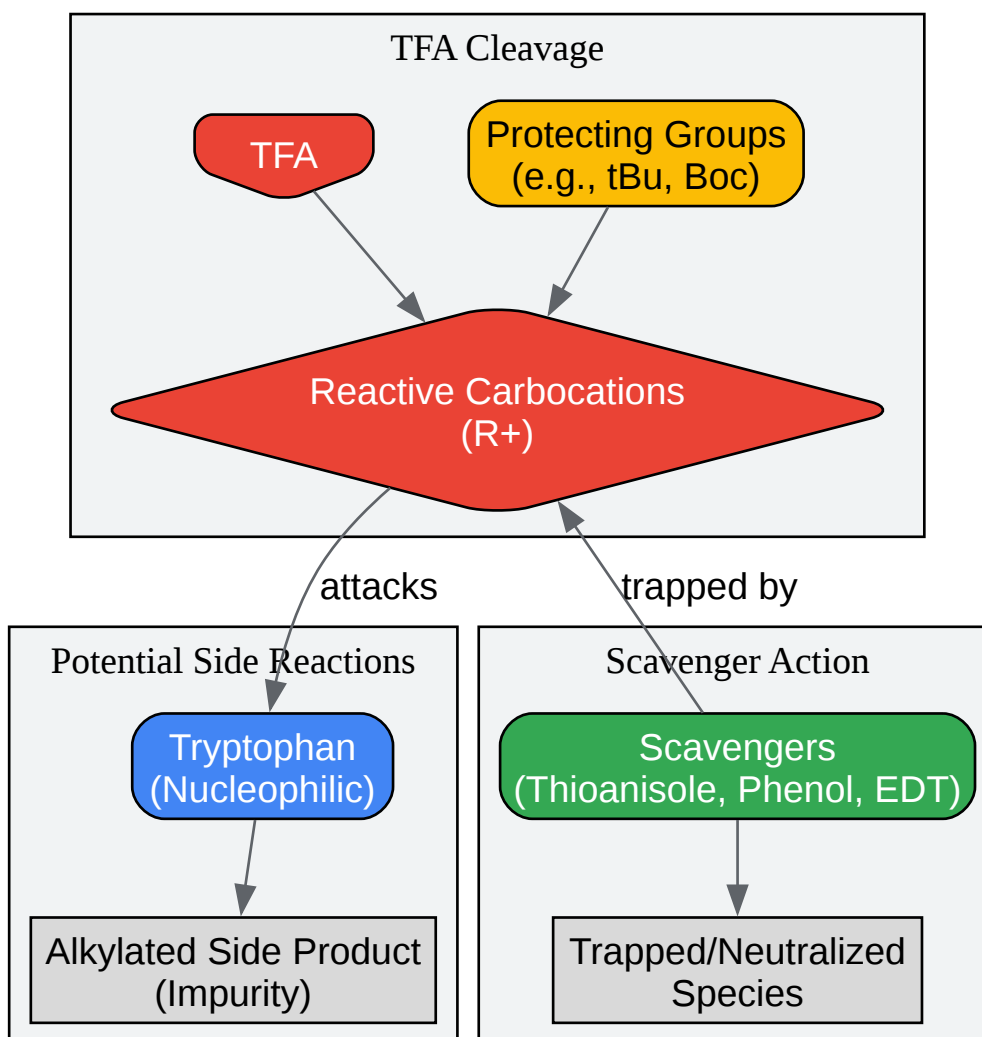 TFA Cleavage
TFA
Protecting Groups
(e.g., tBu, Boc)
Reactive Carbocations
(R+)
attacks
trapped by
Potential Side Reactions
Scavenger Action
Tryptophan
(Nucleophilic)
Scavengers
(Thioanisole, Phenol, EDT)
Alkylated Side Product
(Impurity)
Trapped/Neutralized
Species